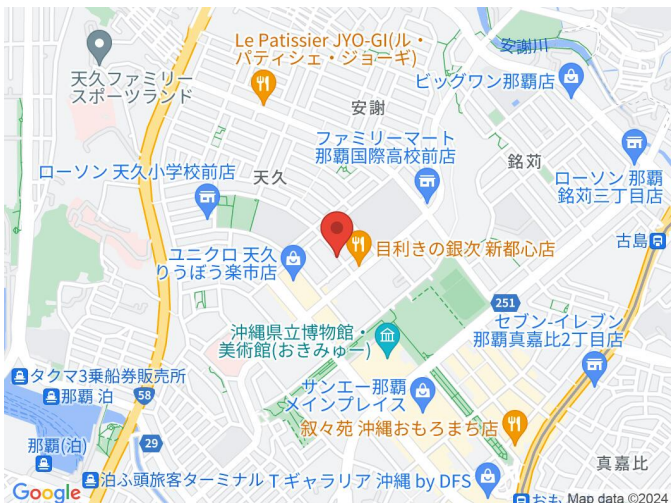 Le Patissier JYO-GI(ル・
パティシェ・ジョーギ)
安謝川
天久ファミリー
スポーツランド
ビッグワン那覇店
安謝
ファミリーマート
那覇国際高校前店
銘苅
ローソン 天久小学校前店
天久
ローソン 那覇
銘苅三丁目店
古島
ユニクロ 天久
りうぼう楽市店
目利きの銀次 新都心店
251
沖縄県立博物館・
美術館(おきみゅー)
セブン-イレブン
那覇真嘉比2丁目店
タクマ3乗船券販売所
那覇 泊
58
サンエー那覇
メインプレイス
叙々苑 沖縄おもろまち店
29
那覇(泊)
真嘉比
泊ふ頭旅客ターミナル
T ギャラリア 沖縄 by DFS
おも
Google
Map data ©2024